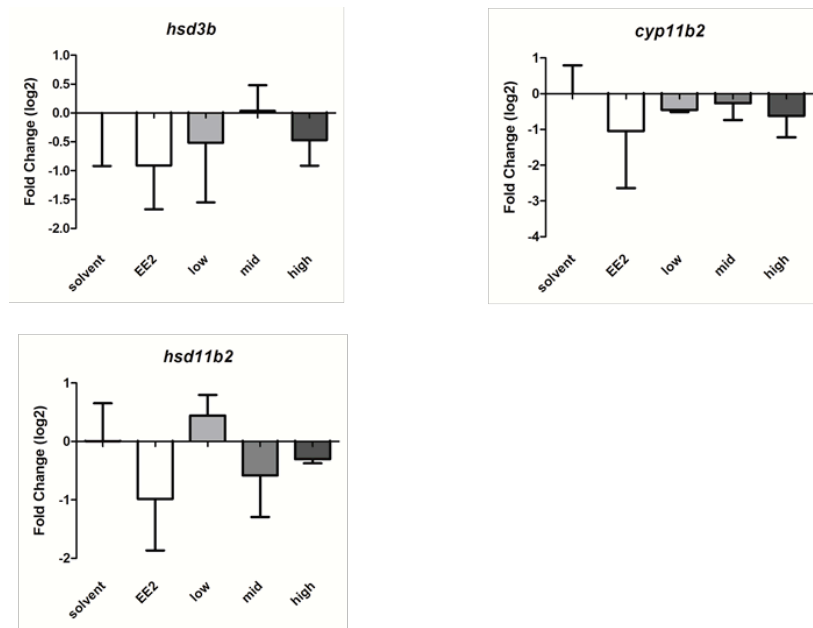 hsd3b
Fold Change (log2)
1.0
0.5
0.0
-0.5
-1.0
-1.5
-2.0
solvent
EE2
low
mid
high
cyp11b2
Fold Change (log2)
1
0
-1
-2
-3
-4
solvent
EE2
low
mid
high
hsd11b2
Fold Change (log2)
1
0
-1
-2
solvent
EE2
low
mid
high